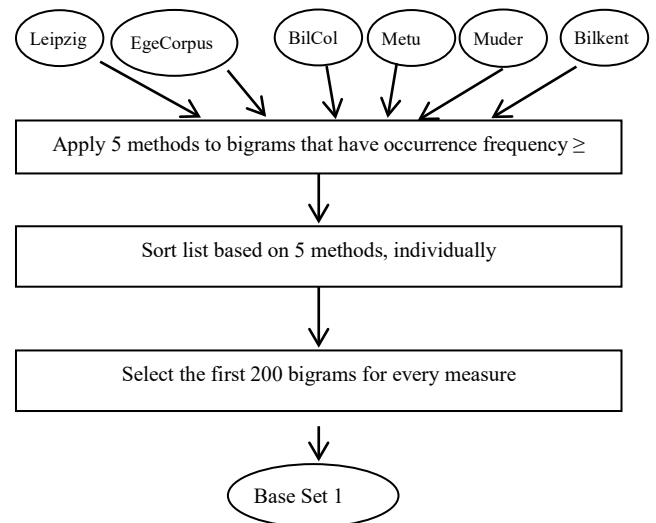 Leipzig
EgeCorpus
BilCol
Metu
Muder
Bilkent
Apply 5 methods to bigrams that have occurrence frequency ≥
Sort list based on 5 methods, individually
Select the first 200 bigrams for every measure
Base Set 1